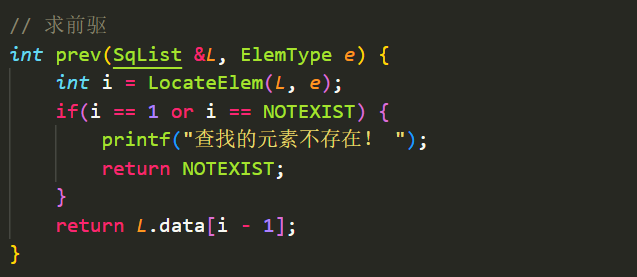 // 求前驱
int prev(SqList &L, ElemType e) {
    int i = LocateElem(L, e);
    if(i == 1 or i == NOTEXIST) {
        printf("查找的元素不存在！ ");
        return NOTEXIST;
    }
    return L.data[i - 1];
}